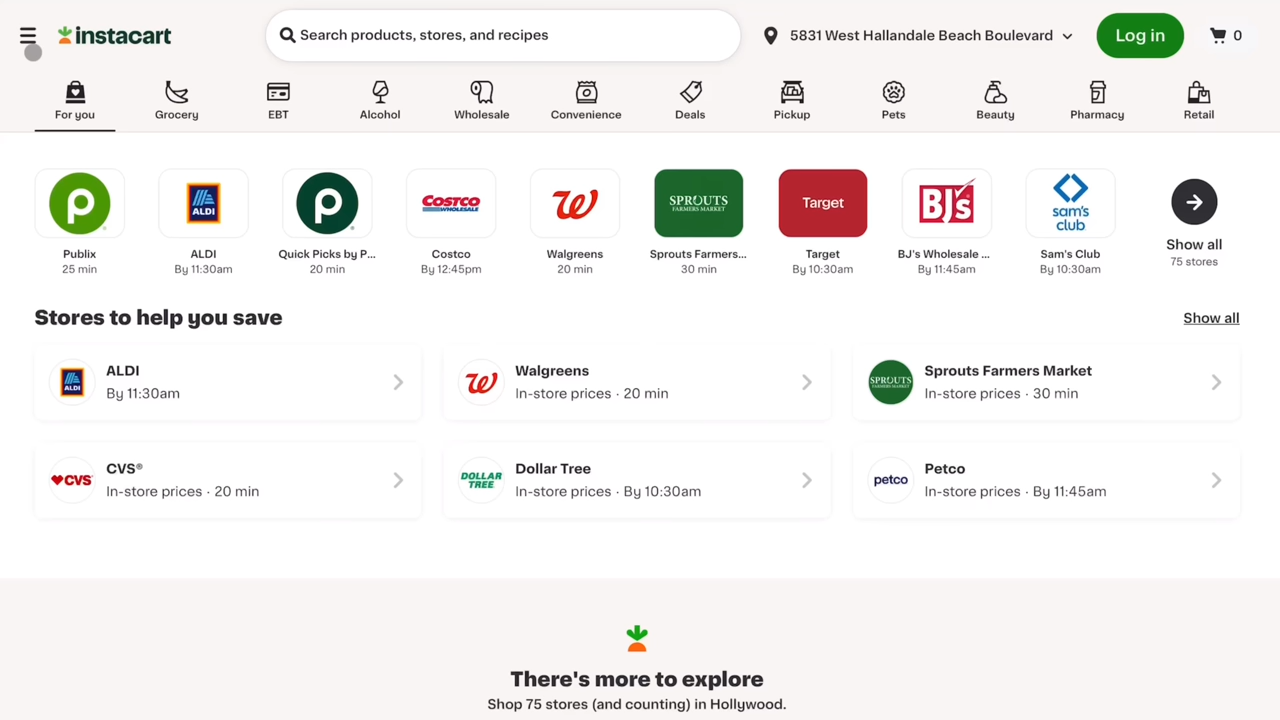 instacart
Search products, stores, and recipes
5831 West Hallandale Beach Boulevard
Log in
0
For you
Grocery
EBT
Alcohol
Wholesale
Convenience
Deals
Pickup
Pets
Beauty
Pharmacy
Retail
P
ALDI
P
COSTCO
WHOLESALE
W
SPROUTS
FARMERS MARKET
Target
BJ's
sam's
club
Publix
25 min
ALDI
By 11:30am
Quick Picks by P...
20 min
Costco
By 12:45pm
Walgreens
20 min
Sprouts Farmers...
30 min
Target
By 10:30am
BJ's Wholesale ...
By 11:45am
Sam's Club
By 10:30am
Show all
75 stores
Stores to help you save
Show all
ALDI
ALDI
By 11:30am
W
Walgreens
In-store prices · 20 min
SPROUTS
FARMERS MARKET
Sprouts Farmers Market
In-store prices · 30 min
CVS
CVS®
In-store prices · 20 min
DOLLAR
TREE
Dollar Tree
In-store prices · By 10:30am
petco
Petco
In-store prices · By 11:45am
There's more to explore
Shop 75 stores (and counting) in Hollywood.